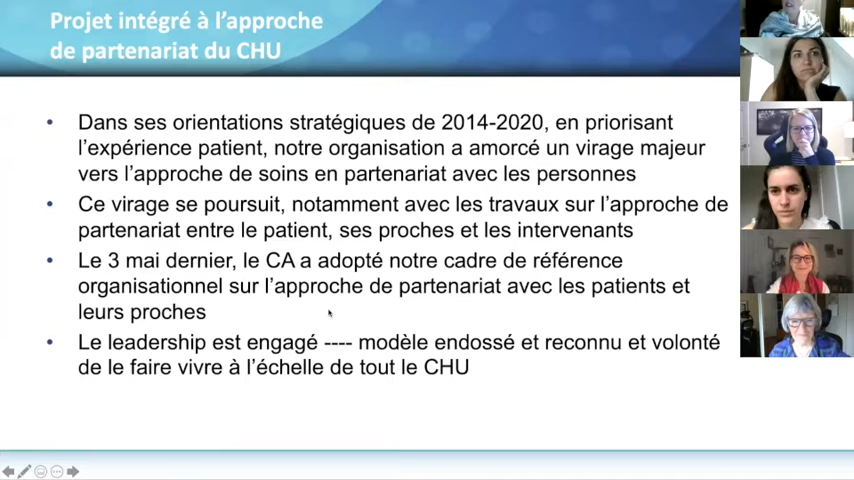 Projet intégré à l'approche
de partenariat du CHU
• Dans ses orientations stratégiques de 2014-2020, en priorisant
l'expérience patient, notre organisation a amorcé un virage majeur
vers l'approche de soins en partenariat avec les personnes
• Ce virage se poursuit, notamment avec les travaux sur l'approche de
partenariat entre le patient, ses proches et les intervenants
• Le 3 mai dernier, le CA a adopté notre cadre de référence
organisationnel sur l'approche de partenariat avec les patients et
leurs proches
• Le leadership est engagé ---- modèle endossé et reconnu et volonté
de le faire vivre à l'échelle de tout le CHU